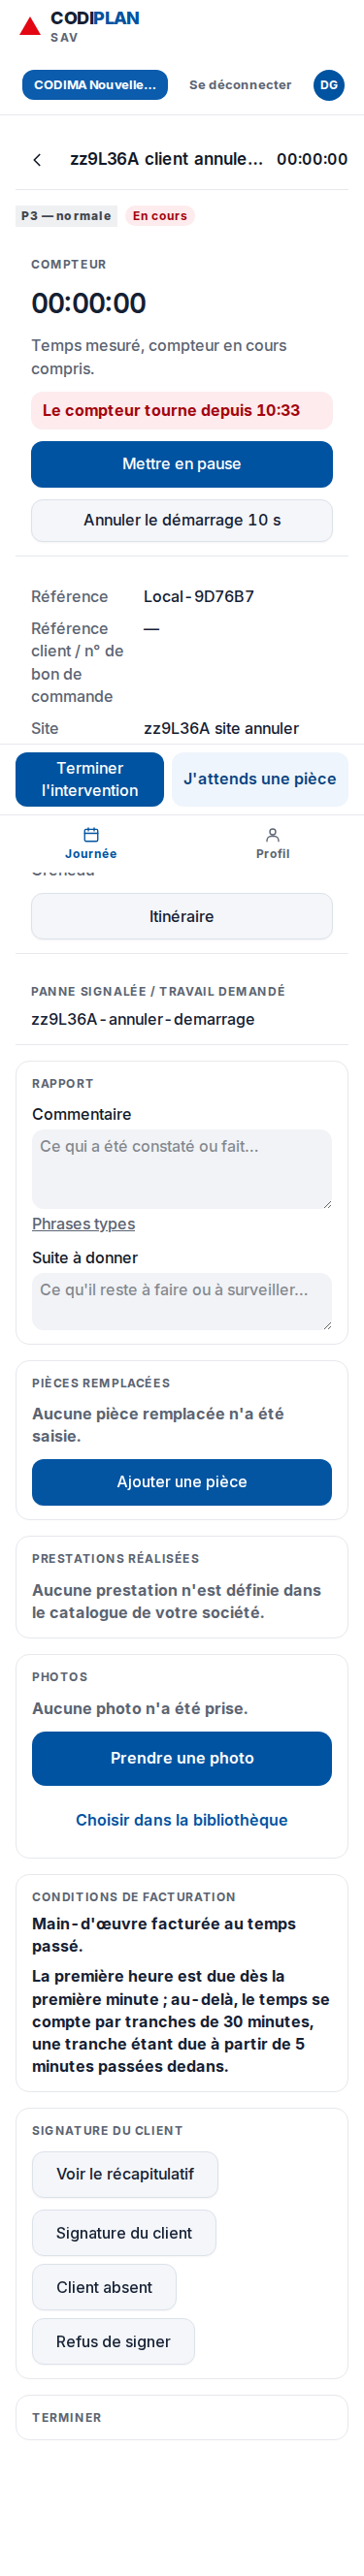 CODIPLAN
SAV
CODIMA Nouvelle...
Se déconnecter
DG
zz9L36A client annule...
00:00:00
P3 — normale
En cours
COMPTEUR
00:00:00
Temps mesuré, compteur en cours
compris.
Le compteur tourne depuis 10:33
Mettre en pause
Annuler le démarrage 10 s
Référence
Local-9D76B7
Référence
client / n° de
bon de
commande
—
Site
zz9L36A site annuler
Terminer
l'intervention
J'attends une pièce
Journée
Profil
Itinéraire
PANNE SIGNALÉE / TRAVAIL DEMANDÉ
zz9L36A-annuler-demarrage
RAPPORT
Commentaire
Ce qui a été constaté ou fait...
Phrases types
Suite à donner
Ce qu'il reste à faire ou à surveiller...
PIÈCES REMPLACÉES
Aucune pièce remplacée n'a été
saisie.
Ajouter une pièce
PRESTATIONS RÉALISÉES
Aucune prestation n'est définie dans
le catalogue de votre société.
PHOTOS
Aucune photo n'a été prise.
Prendre une photo
Choisir dans la bibliothèque
CONDITIONS DE FACTURATION
Main-d'œuvre facturée au temps
passé.
La première heure est due dès la
première minute ; au-delà, le temps se
compte par tranches de 30 minutes,
une tranche étant due à partir de 5
minutes passées dedans.
SIGNATURE DU CLIENT
Voir le récapitulatif
Signature du client
Client absent
Refus de signer
TERMINER